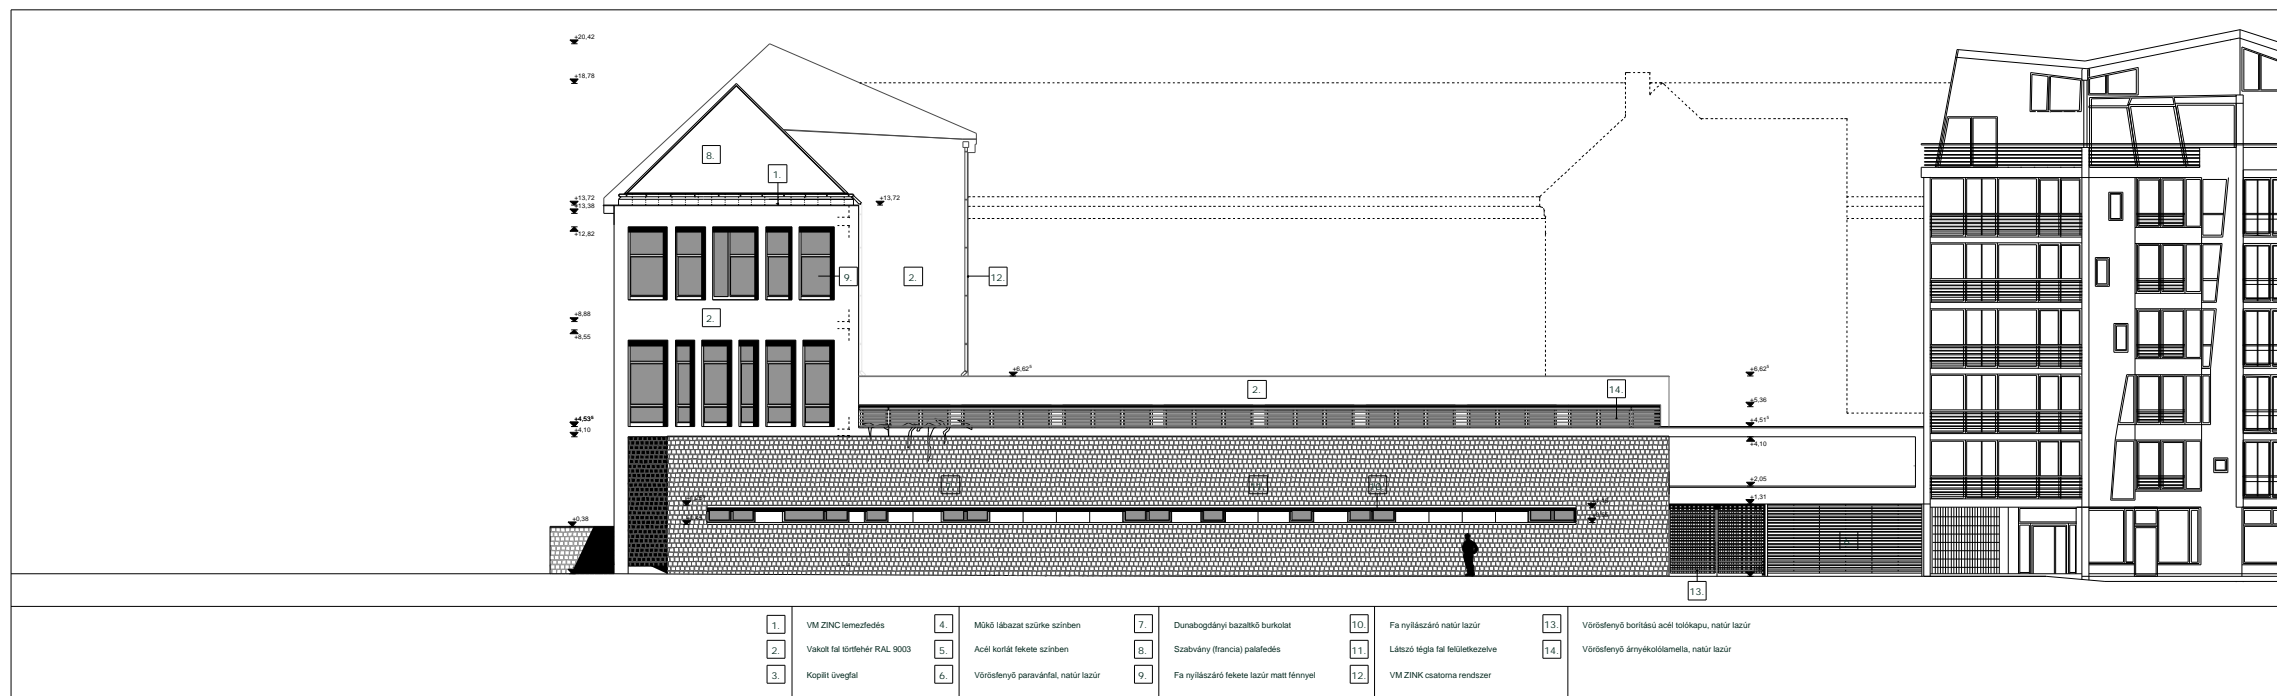 +20,42
+18,78
8.
1.
+13,72
+13,38
+13,72
+12,82
9.
2.
12.
+8,88
2.
+8,55
+6,62⁵
+6,62⁵
2.
14.
+5,36
+4,53⁵
+4,51⁵
+4,10
+4,10
7.
+2,05
+1,31
+0,38
13.
1. VM ZINC lemezfedés
2. Vakolt fal törtfehér RAL 9003
3. Kopilit üvegfal
4. Műkő lábazat szürke színben
5. Acél korlát fekete színben
6. Vörösfenyő paravánfal, natúr lazúr
7. Dunabogdányi bazaltkő burkolat
8. Szabvány (francia) palafedés
9. Fa nyílászáró fekete lazúr matt fénnyel
10. Fa nyílászáró natúr lazúr
11. Látszó tégla fal felületkezelve
12. VM ZINK csatorna rendszer
13. Vörösfenyő borítású acél tolókapu, natúr lazúr
14. Vörösfenyő árnyékolólamella, natúr lazúr